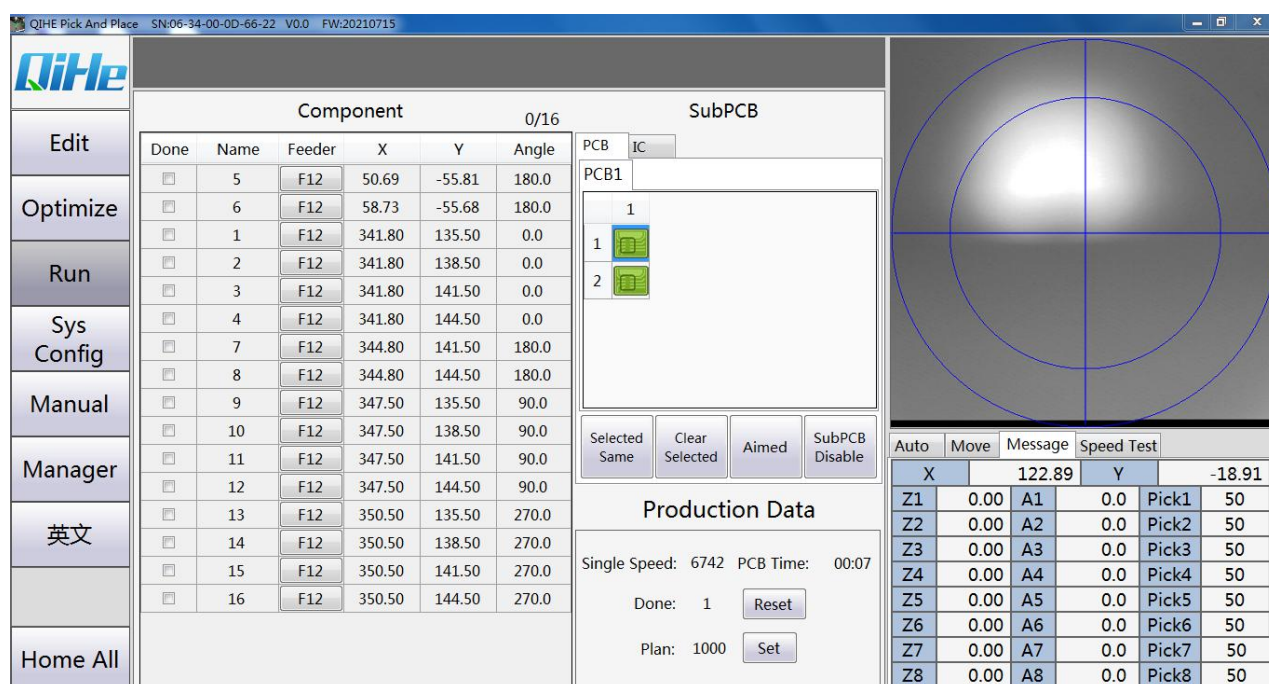 QIHE Pick And Place SN:06-34-00-0D-66-22 V0.0 FW:20210715
QiHe
Edit
Optimize
Run
Sys
Config
Manual
Manager
英文
Home All
Component 0/16
Done Name Feeder X Y Angle
5 F12 50.69 -55.81 180.0
6 F12 58.73 -55.68 180.0
1 F12 341.80 135.50 0.0
2 F12 341.80 138.50 0.0
3 F12 341.80 141.50 0.0
4 F12 341.80 144.50 0.0
7 F12 344.80 141.50 180.0
8 F12 344.80 144.50 180.0
9 F12 347.50 135.50 90.0
10 F12 347.50 138.50 90.0
11 F12 347.50 141.50 90.0
12 F12 347.50 144.50 90.0
13 F12 350.50 135.50 270.0
14 F12 350.50 138.50 270.0
15 F12 350.50 141.50 270.0
16 F12 350.50 144.50 270.0
SubPCB
PCB IC
PCB1
1
1
2
Selected Same
Clear Selected
Aimed
SubPCB Disable
Production Data
Single Speed: 6742 PCB Time: 00:07
Done: 1 Reset
Plan: 1000 Set
Auto Move Message Speed Test
X 122.89 Y -18.91
Z1 0.00 A1 0.0 Pick1 50
Z2 0.00 A2 0.0 Pick2 50
Z3 0.00 A3 0.0 Pick3 50
Z4 0.00 A4 0.0 Pick4 50
Z5 0.00 A5 0.0 Pick5 50
Z6 0.00 A6 0.0 Pick6 50
Z7 0.00 A7 0.0 Pick7 50
Z8 0.00 A8 0.0 Pick8 50